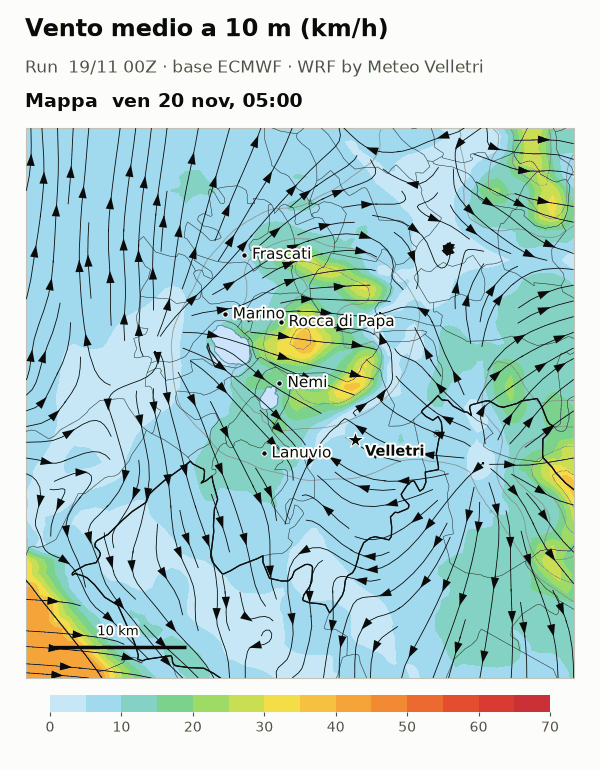 Vento medio a 10 m (km/h)
Run  19/11 00Z · base ECMWF · WRF by Meteo Velletri
Mappa  ven 20 nov, 05:00
Frascati
Marino
Rocca di Papa
Nemi
Velletri
Lanuvio
10 km
0 10 20 30 40 50 60 70